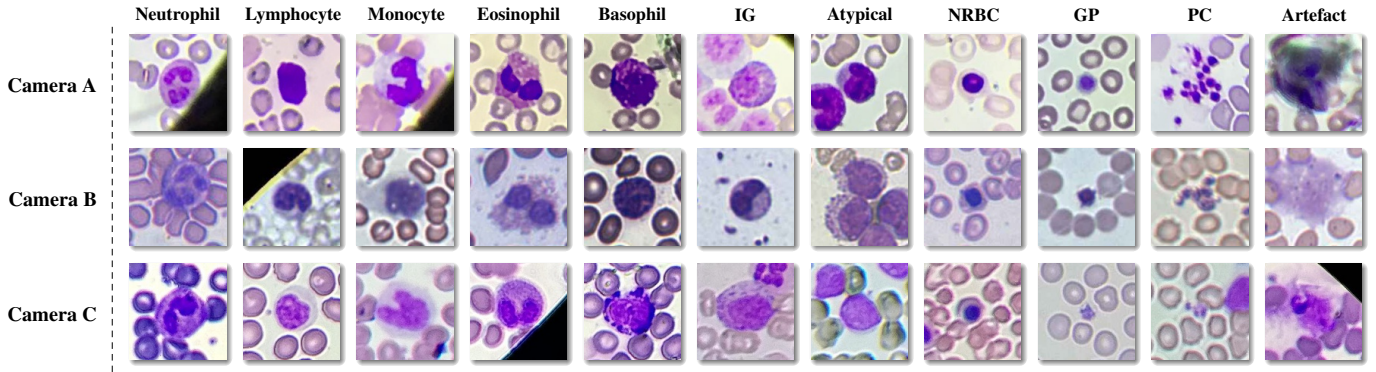 Neutrophil Lymphocyte Monocyte Eosinophil Basophil IG Atypical NRBC GP PC Artefact
Camera A
Camera B
Camera C